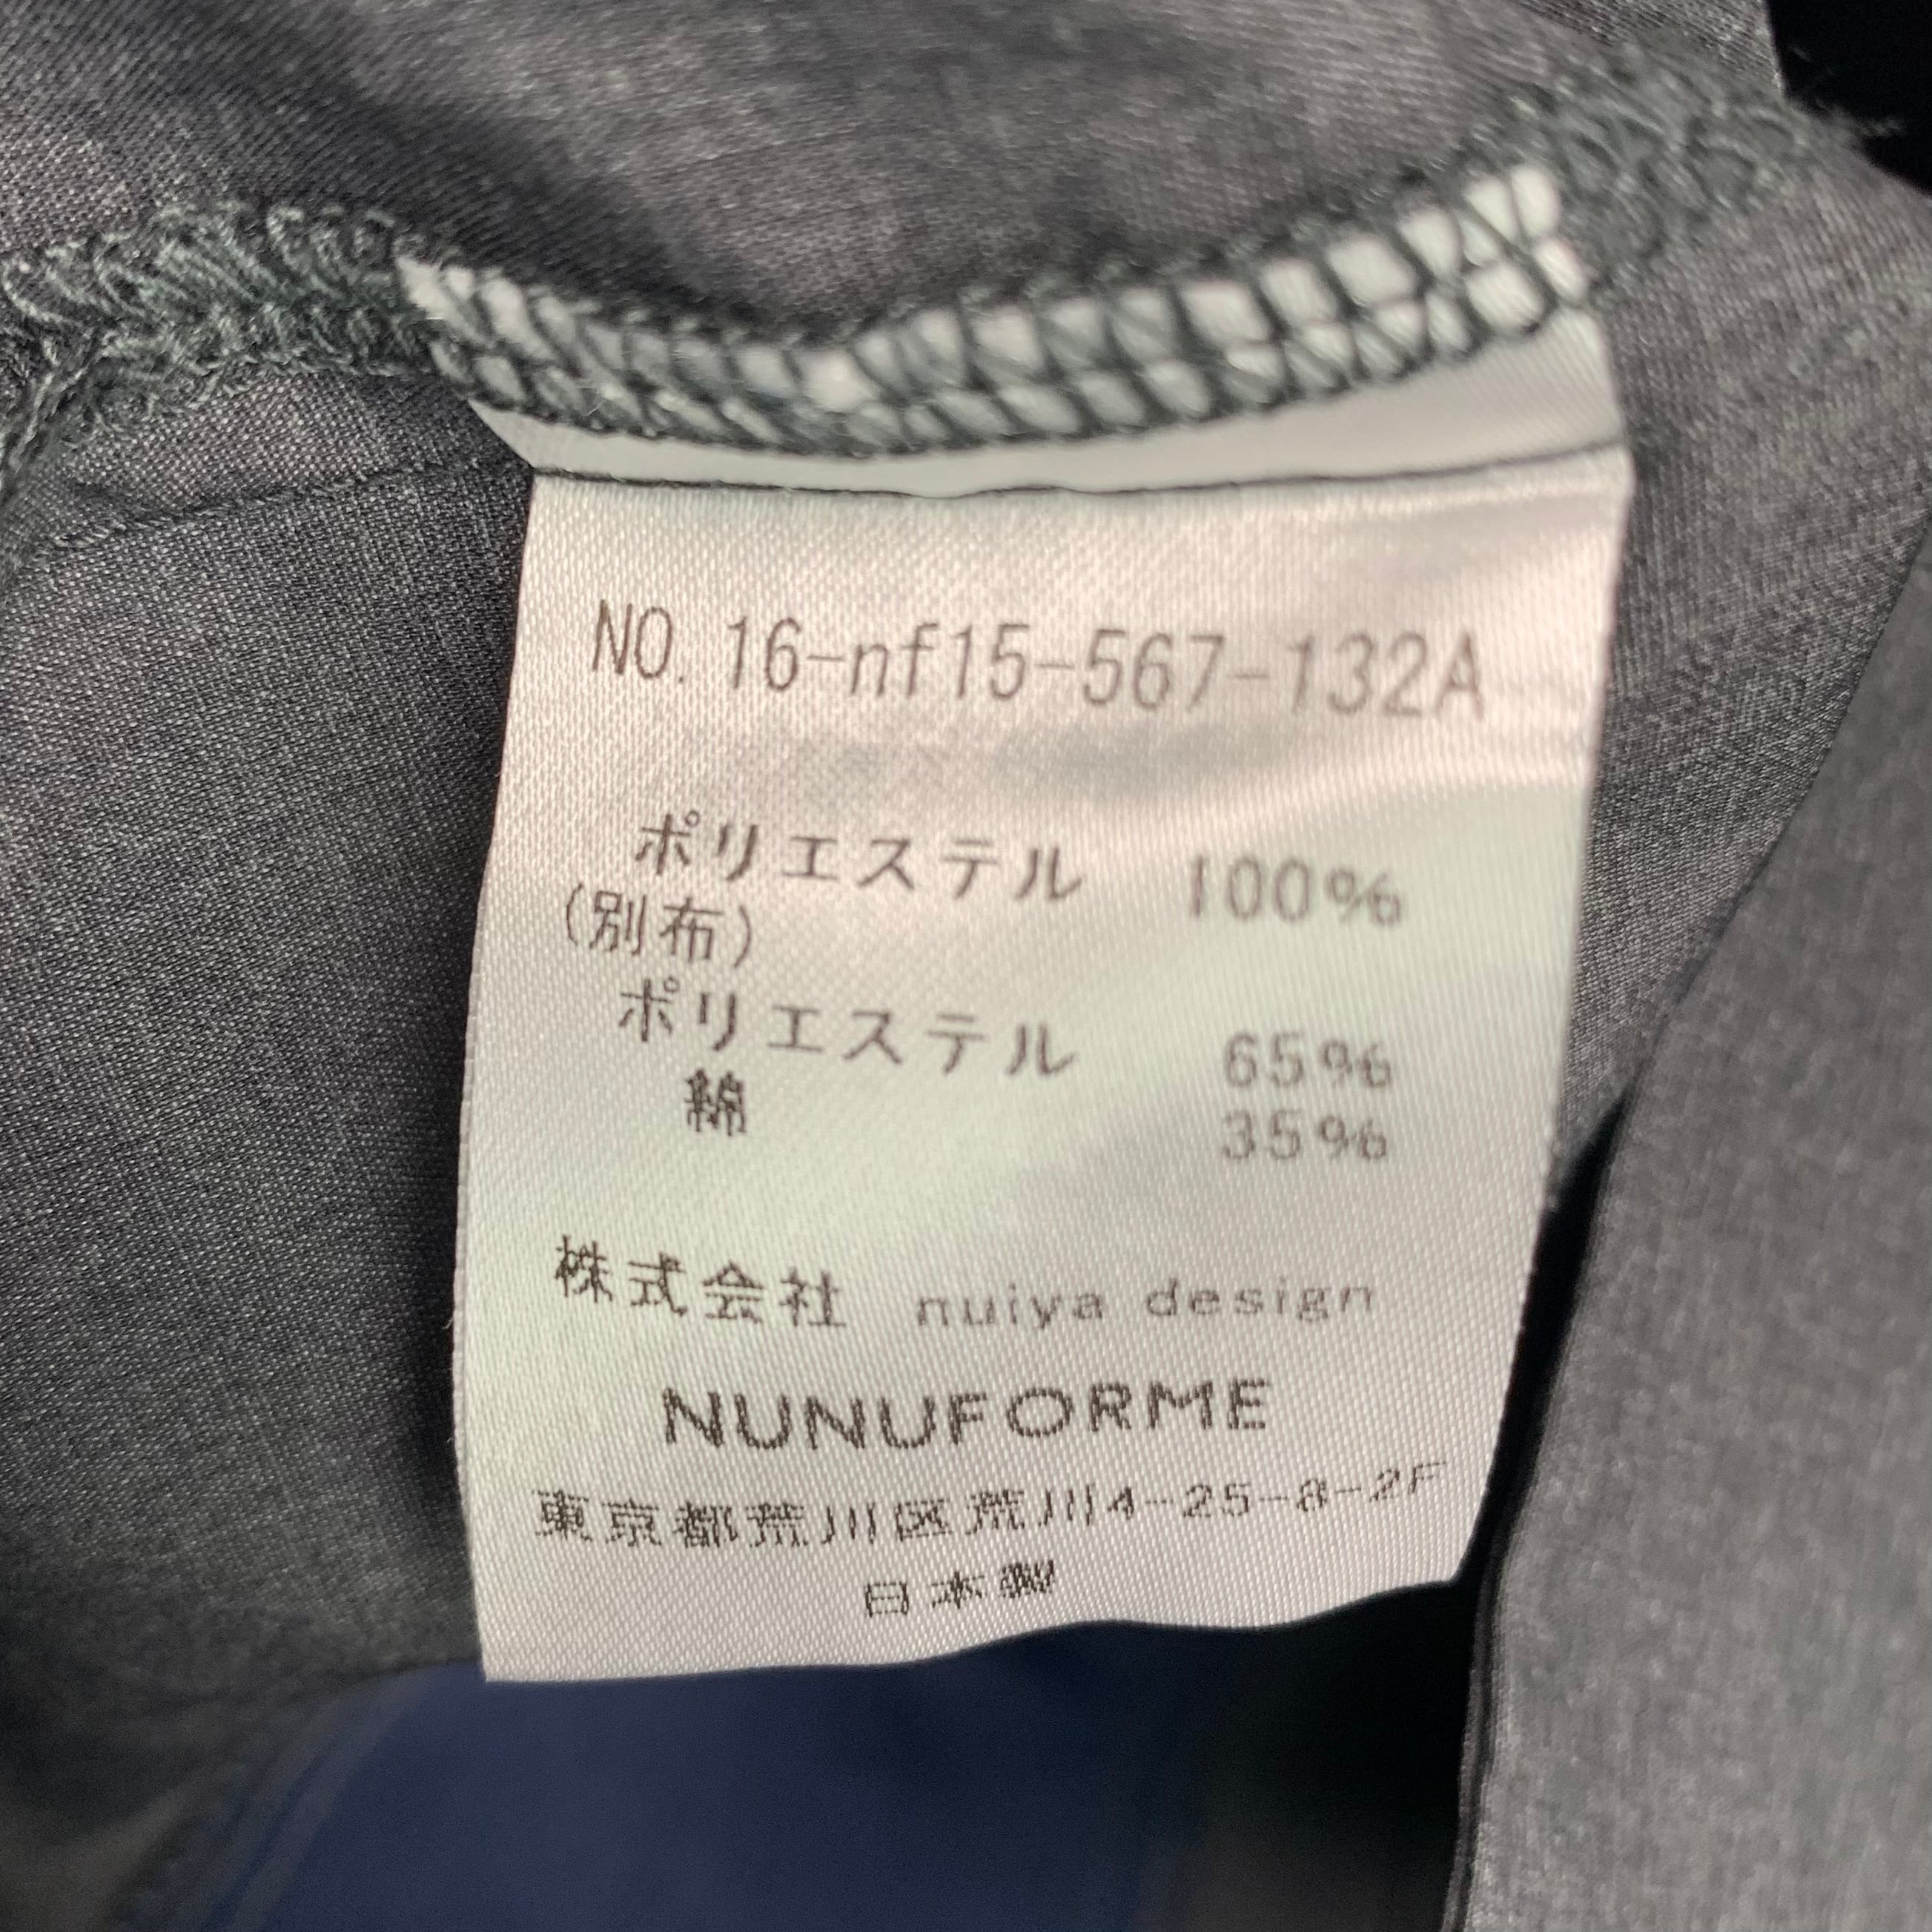 NO. 16-nf15-567-132A
ポリエステル 100%
(別布)
ポリエステル 65%
綿 35%
株式会社 nuiya design
NUNUFORME
東京都荒川区荒川4-25-8-2F
日本製